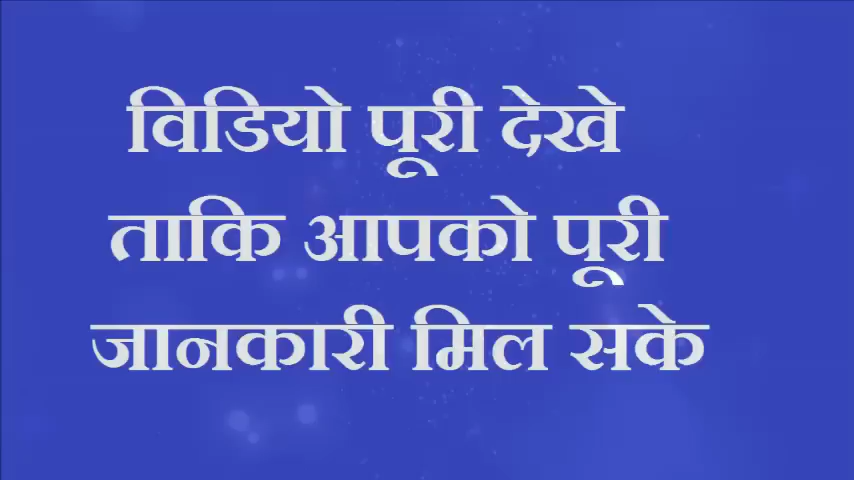 विडियो पूरी देखे
ताकि आपको पूरी
जानकारी मिल सके